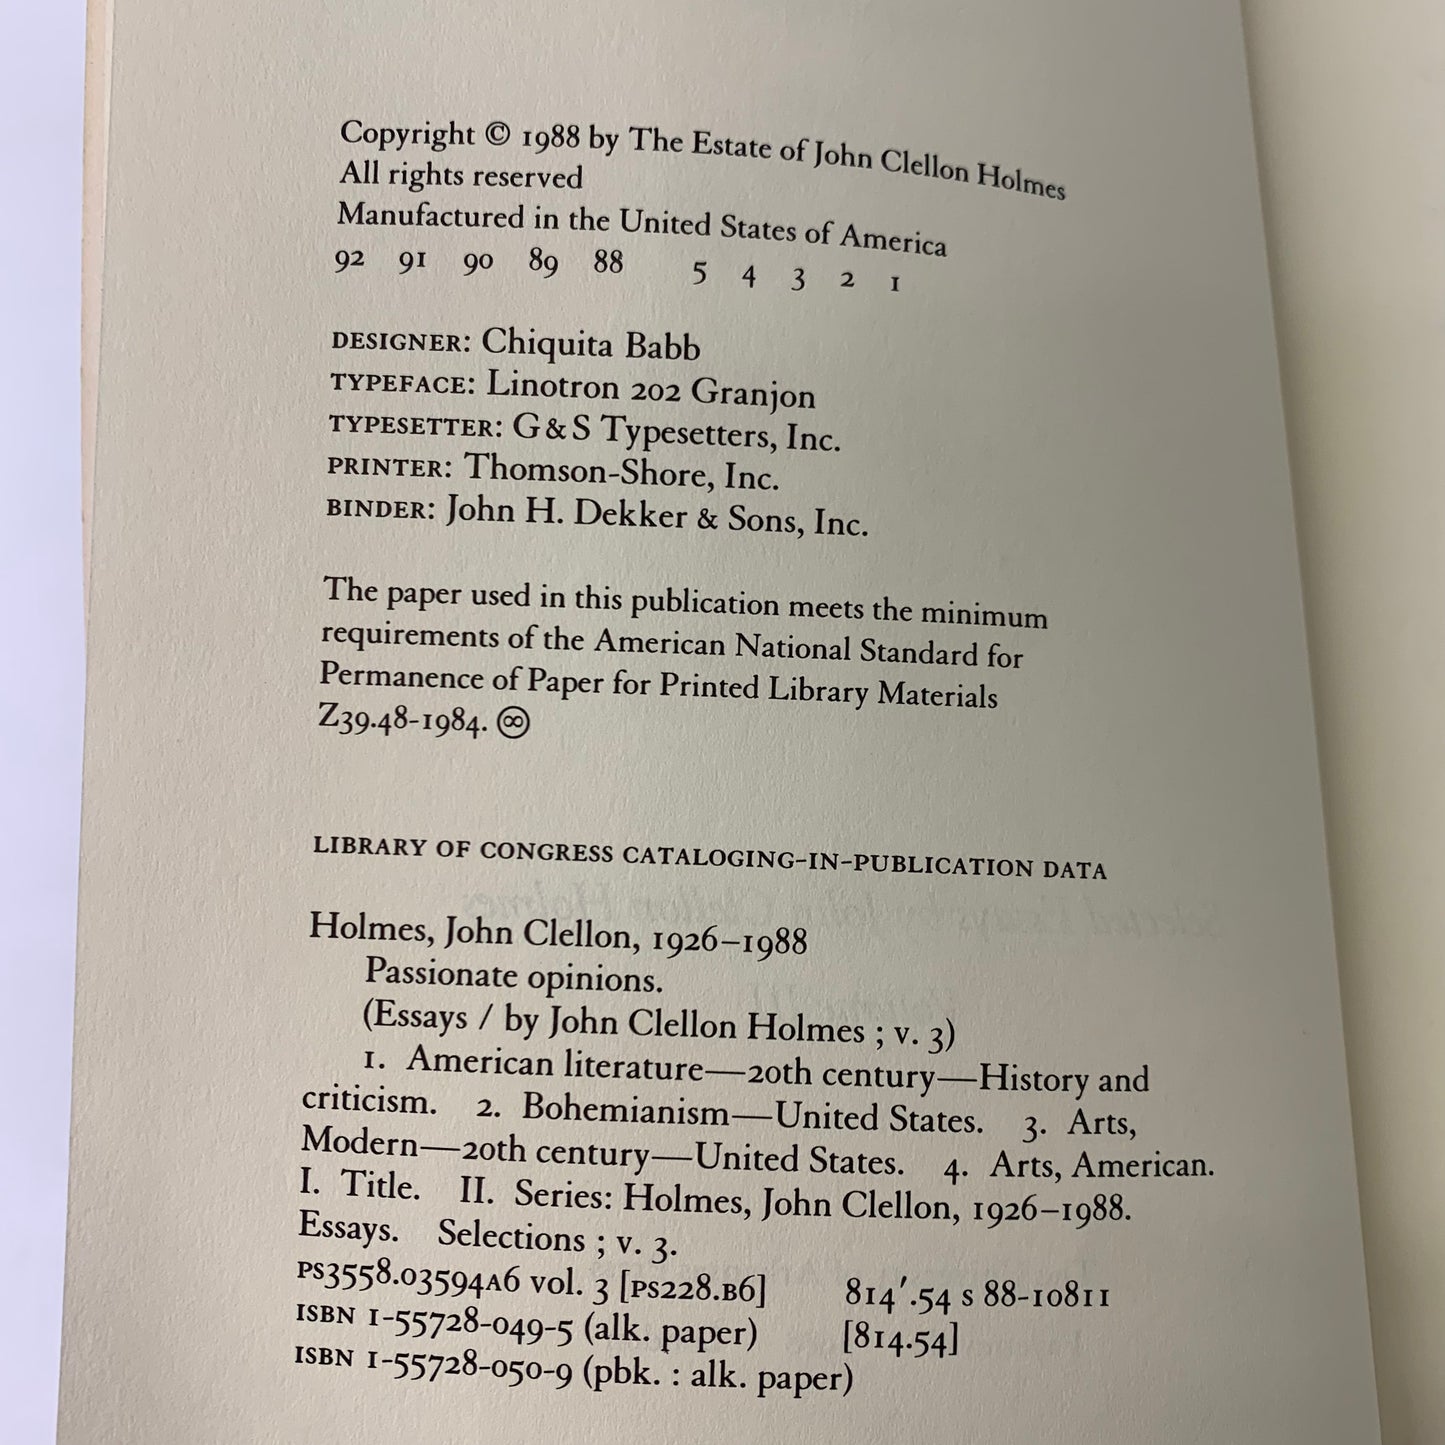 Copyright © 1988 by The Estate of John Clellon Holmes
All rights reserved
Manufactured in the United States of America
92 91 90 89 88 5 4 3 2 1
DESIGNER: Chiquita Babb
TYPEFACE: Linotron 202 Granjon
TYPESETTER: G&S Typesetters, Inc.
PRINTER: Thomson-Shore, Inc.
BINDER: John H. Dekker & Sons, Inc.
The paper used in this publication meets the minimum
requirements of the American National Standard for
Permanence of Paper for Printed Library Materials
Z39.48-1984. ♾
LIBRARY OF CONGRESS CATALOGING-IN-PUBLICATION DATA
Holmes, John Clellon, 1926–1988
Passionate opinions.
(Essays / by John Clellon Holmes ; v. 3)
1. American literature—20th century—History and
criticism. 2. Bohemianism—United States. 3. Arts,
Modern—20th century—United States. 4. Arts, American.
I. Title. II. Series: Holmes, John Clellon, 1926–1988.
Essays. Selections ; v. 3.
PS3558.03594A6 vol. 3 [PS228.B6] 814′.54 s 88-10811
ISBN 1-55728-049-5 (alk. paper) [814.54]
ISBN 1-55728-050-9 (pbk. : alk. paper)